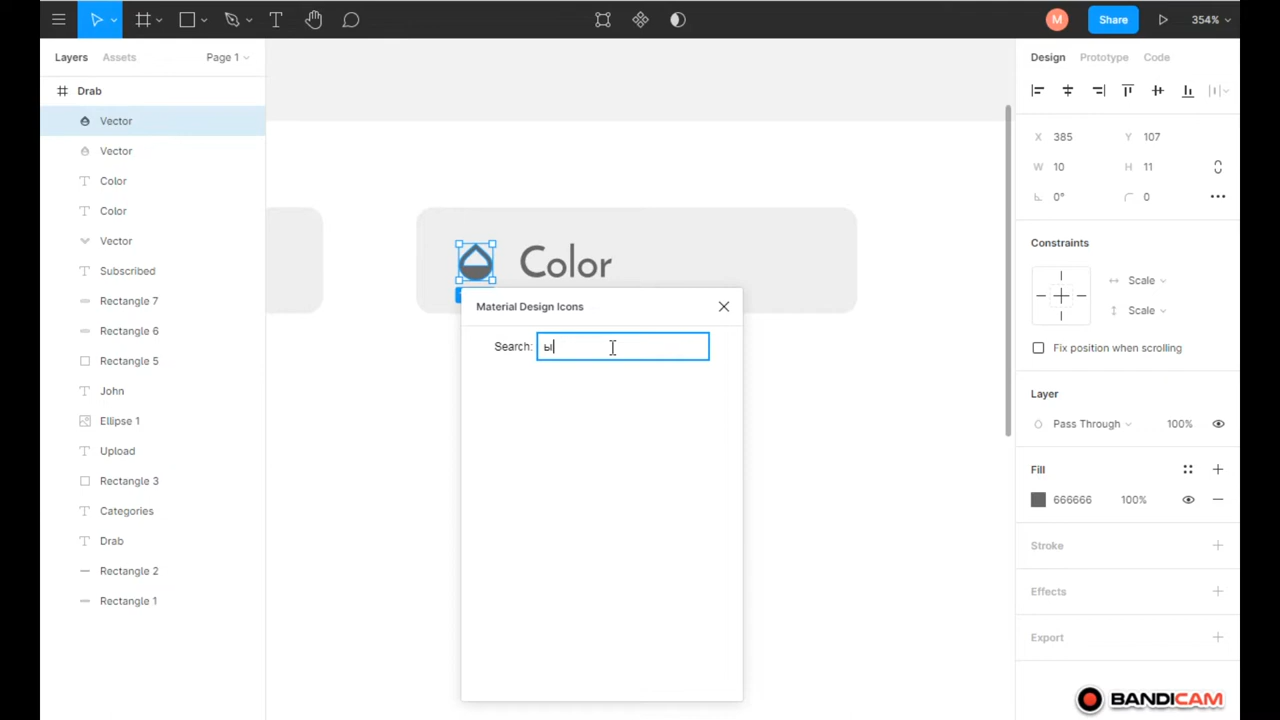 M
Share
354%
Layers
Assets
Page 1
Design
Prototype
Code
Drab
Vector
Vector
Color
Color
Vector
Subscribed
Rectangle 7
Rectangle 6
Rectangle 5
John
Ellipse 1
Upload
Rectangle 3
Categories
Drab
Rectangle 2
Rectangle 1
Color
Material Design Icons
Search: ы
X 385 Y 107
W 10 H 11
0° 0
Constraints
Scale
Scale
Fix position when scrolling
Layer
Pass Through 100%
Fill
666666 100%
Stroke
Effects
Export
BANDICAM